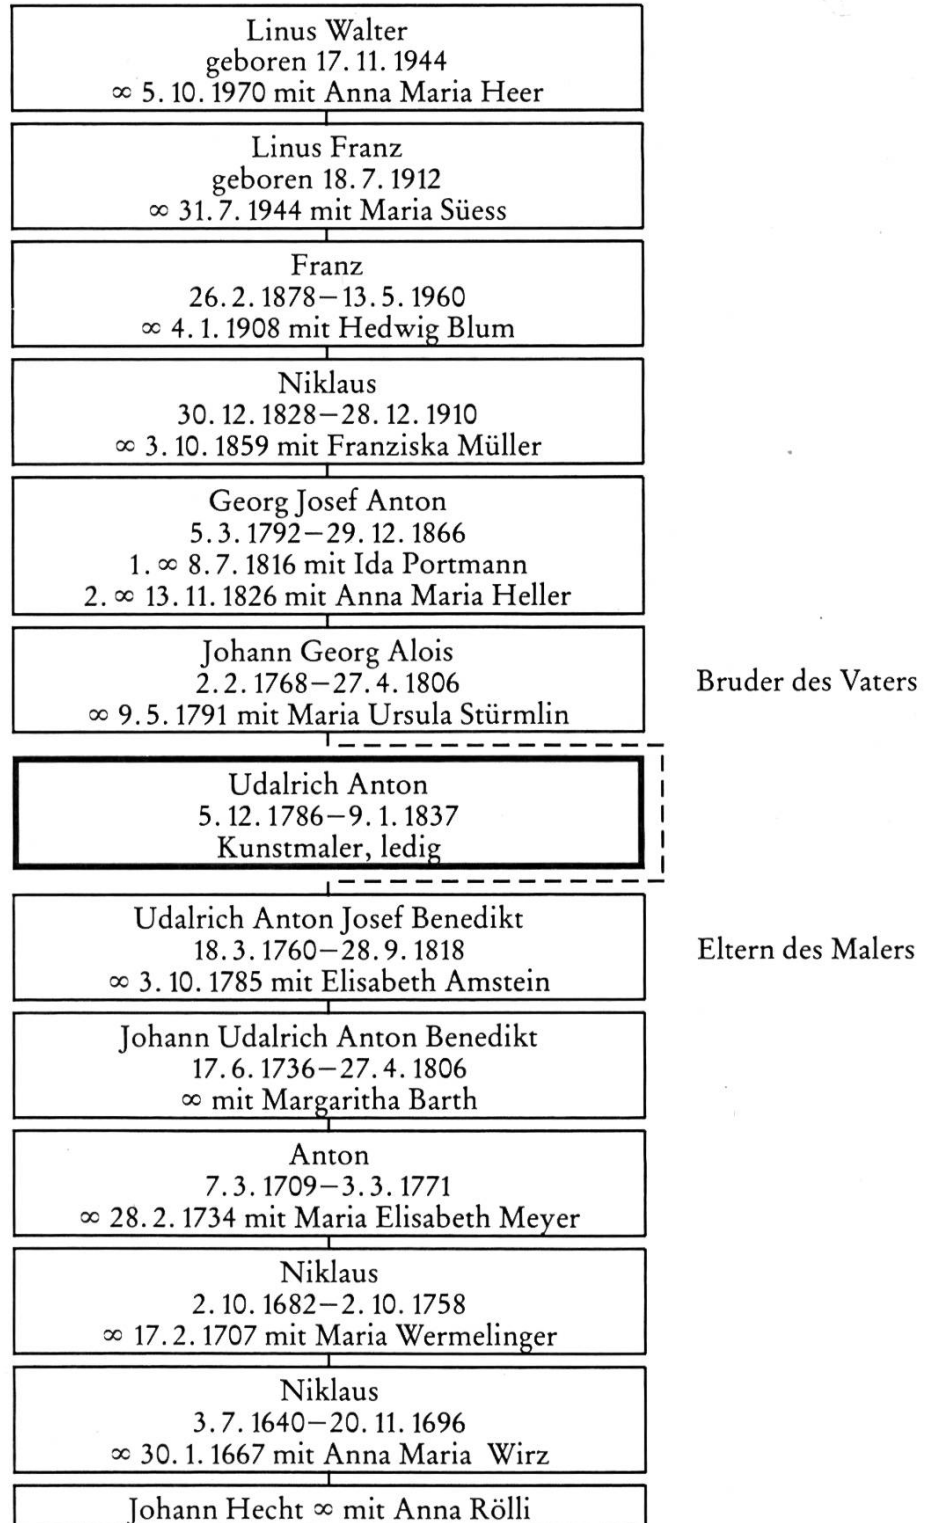 Linus Walter
geboren 17. 11. 1944
∞ 5. 10. 1970 mit Anna Maria Heer
Linus Franz
geboren 18. 7. 1912
∞ 31. 7. 1944 mit Maria Süess
Franz
26. 2. 1878–13. 5. 1960
∞ 4. 1. 1908 mit Hedwig Blum
Niklaus
30. 12. 1828–28. 12. 1910
∞ 3. 10. 1859 mit Franziska Müller
Georg Josef Anton
5. 3. 1792–29. 12. 1866
1. ∞ 8. 7. 1816 mit Ida Portmann
2. ∞ 13. 11. 1826 mit Anna Maria Heller
Johann Georg Alois
2. 2. 1768–27. 4. 1806
Bruder des Vaters
∞ 9. 5. 1791 mit Maria Ursula Stürmlin
Udalrich Anton
5. 12. 1786–9. 1. 1837
Kunstmaler, ledig
Udalrich Anton Josef Benedikt
18. 3. 1760–28. 9. 1818
Eltern des Malers
∞ 3. 10. 1785 mit Elisabeth Amstein
Johann Udalrich Anton Benedikt
17. 6. 1736–27. 4. 1806
∞ mit Margaritha Barth
Anton
7. 3. 1709–3. 3. 1771
∞ 28. 2. 1734 mit Maria Elisabeth Meyer
Niklaus
2. 10. 1682–2. 10. 1758
∞ 17. 2. 1707 mit Maria Wermelinger
Niklaus
3. 7. 1640–20. 11. 1696
∞ 30. 1. 1667 mit Anna Maria Wirz
Johann Hecht ∞ mit Anna Rölli